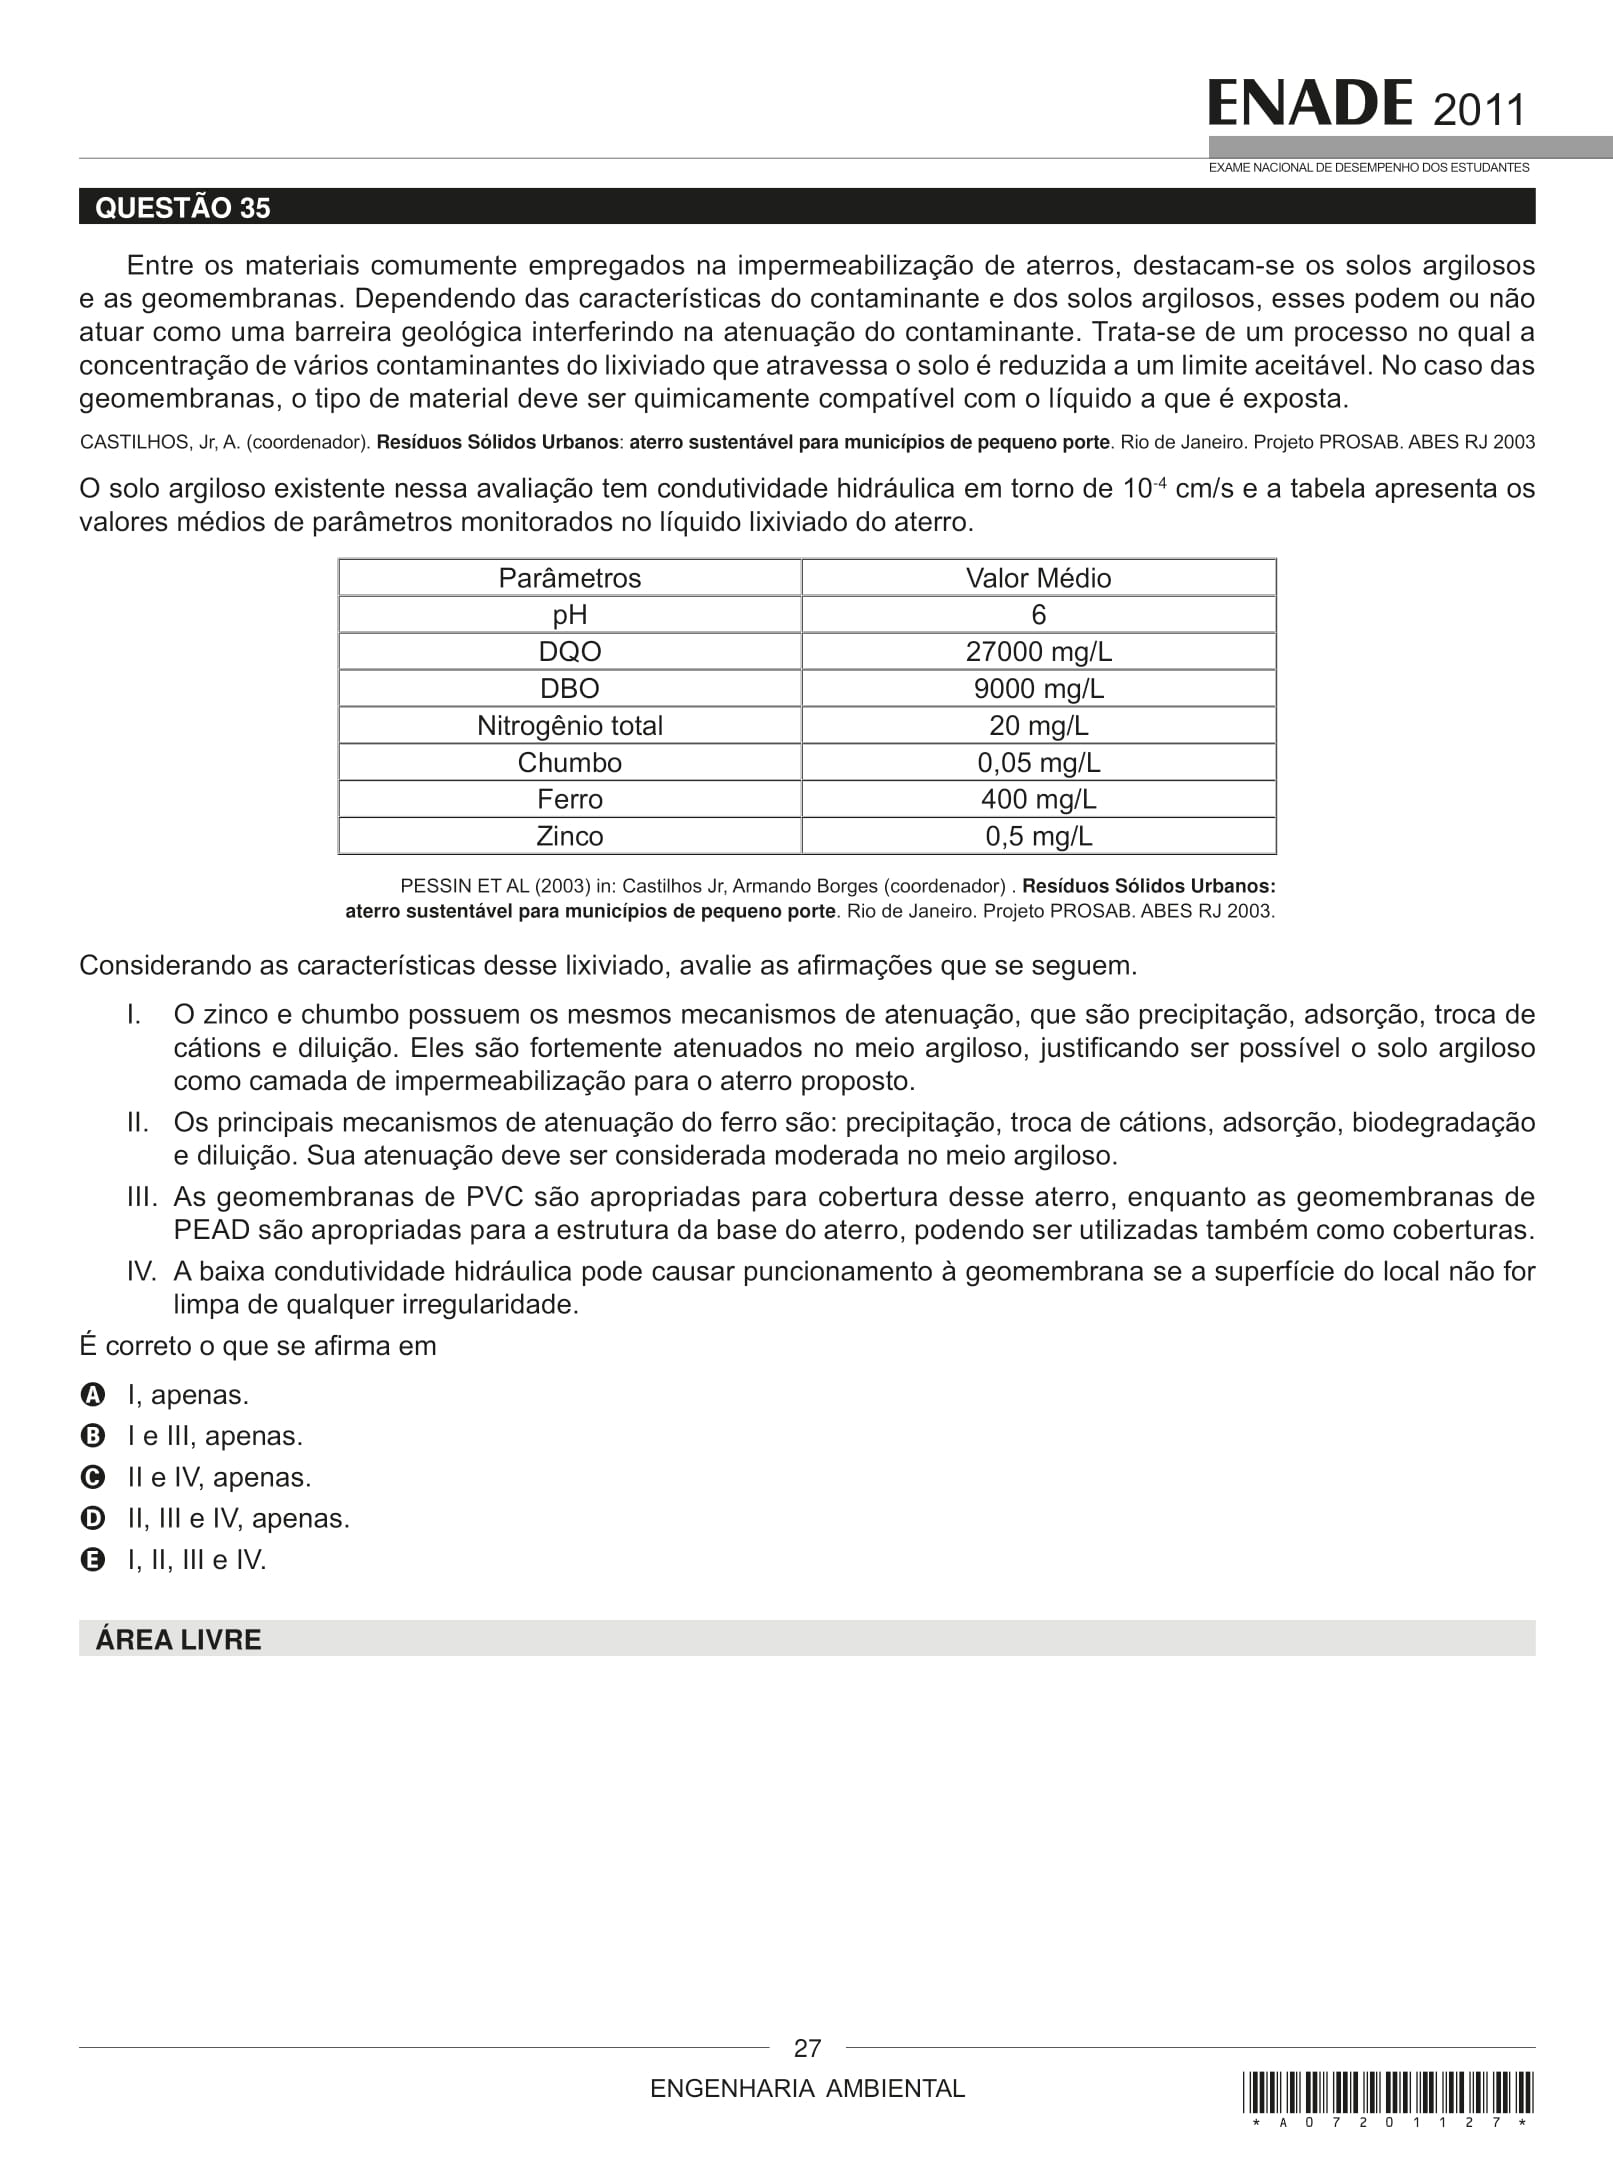 ENADE 2011
EXAME NACIONAL DE DESEMPENHO DOS ESTUDANTES
QUESTÃO 35
Entre os materiais comumente empregados na impermeabilização de aterros, destacam-se os solos argilosos
e as geomembranas. Dependendo das características do contaminante e dos solos argilosos, esses podem ou não
atuar como uma barreira geológica interferindo na atenuação do contaminante. Trata-se de um processo no qual a
concentração de vários contaminantes do lixiviado que atravessa o solo é reduzida a um limite aceitável. No caso das
geomembranas, o tipo de material deve ser quimicamente compatível com o líquido a que é exposta.
CASTILHOS, Jr, A. (coordenador). Resíduos Sólidos Urbanos: aterro sustentável para municípios de pequeno porte. Rio de Janeiro. Projeto PROSAB. ABES RJ 2003
O solo argiloso existente nessa avaliação tem condutividade hidráulica em torno de 10⁻⁴ cm/s e a tabela apresenta os
valores médios de parâmetros monitorados no líquido lixiviado do aterro.
Parâmetros Valor Médio
pH 6
DQO 27000 mg/L
DBO 9000 mg/L
Nitrogênio total 20 mg/L
Chumbo 0,05 mg/L
Ferro 400 mg/L
Zinco 0,5 mg/L
PESSIN ET AL (2003) in: Castilhos Jr, Armando Borges (coordenador) . Resíduos Sólidos Urbanos:
aterro sustentável para municípios de pequeno porte. Rio de Janeiro. Projeto PROSAB. ABES RJ 2003.
Considerando as características desse lixiviado, avalie as afirmações que se seguem.
I. O zinco e chumbo possuem os mesmos mecanismos de atenuação, que são precipitação, adsorção, troca de
cátions e diluição. Eles são fortemente atenuados no meio argiloso, justificando ser possível o solo argiloso
como camada de impermeabilização para o aterro proposto.
II. Os principais mecanismos de atenuação do ferro são: precipitação, troca de cátions, adsorção, biodegradação
e diluição. Sua atenuação deve ser considerada moderada no meio argiloso.
III. As geomembranas de PVC são apropriadas para cobertura desse aterro, enquanto as geomembranas de
PEAD são apropriadas para a estrutura da base do aterro, podendo ser utilizadas também como coberturas.
IV. A baixa condutividade hidráulica pode causar puncionamento à geomembrana se a superfície do local não for
limpa de qualquer irregularidade.
É correto o que se afirma em
A I, apenas.
B I e III, apenas.
C II e IV, apenas.
D II, III e IV, apenas.
E I, II, III e IV.
ÁREA LIVRE
27
ENGENHARIA AMBIENTAL
* A 0 7 2 0 1 1 2 7 *